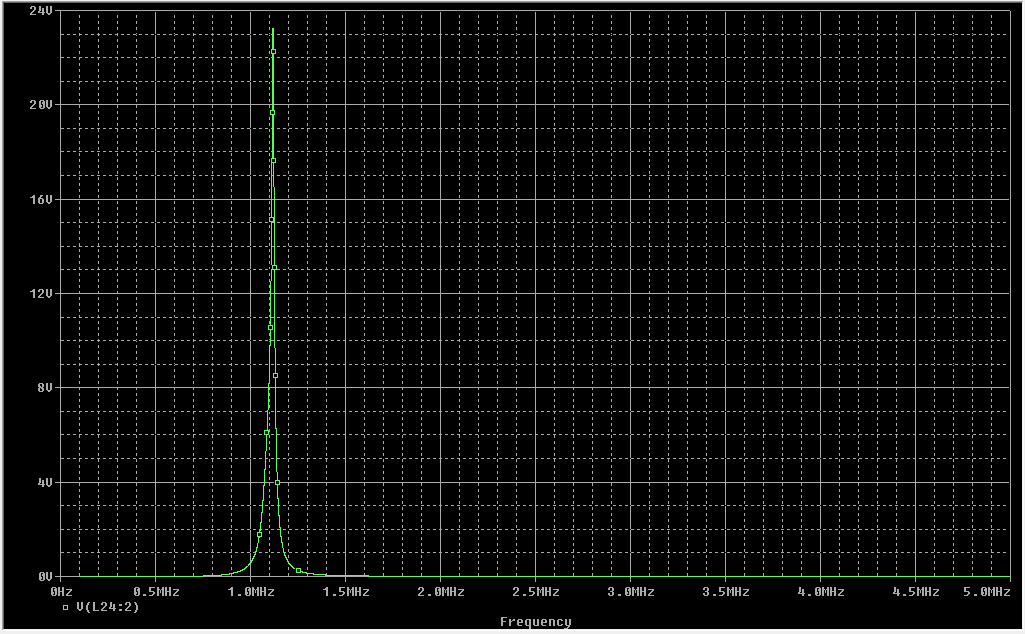 24V
20V
16V
12V
8V
4V
0V
0Hz 0.5MHz 1.0MHz 1.5MHz 2.0MHz 2.5MHz 3.0MHz 3.5MHz 4.0MHz 4.5MHz 5.0MHz
V(L24:2)
Frequency